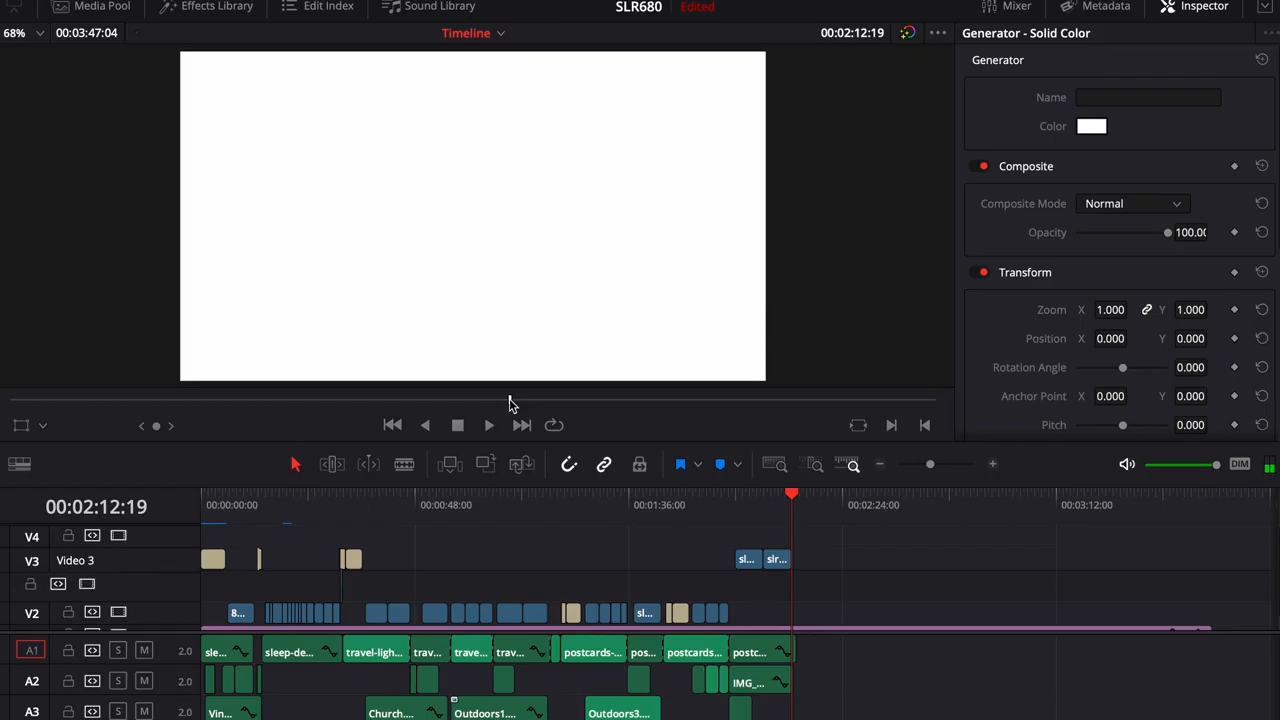 Media Pool Effects Library Edit Index Sound Library SLR680 Edited Mixer Metadata Inspector
68% 00:03:47:04 Timeline 00:02:12:19 Generator - Solid Color
Generator
Name
Color
Composite
Composite Mode Normal
Opacity 100.00
Transform
Zoom X 1.000 Y 1.000
Position X 0.000 Y 0.000
Rotation Angle 0.000
Anchor Point X 0.000 Y 0.000
Pitch 0.000
DIM
00:02:12:19 00:00:00:00 00:00:48:00 00:01:36:00 00:02:24:00 00:03:12:00
V4
V3 Video 3 sl... slr...
V2 8... sl...
A1 S M 2.0 sle... sleep-de... travel-ligh... trav... trave... trav... postcards-... pos... postcards... postc...
A2 S M 2.0 IMG_...
A3 S M 2.0 Vin... Church.... Outdoors1.... Outdoors3....